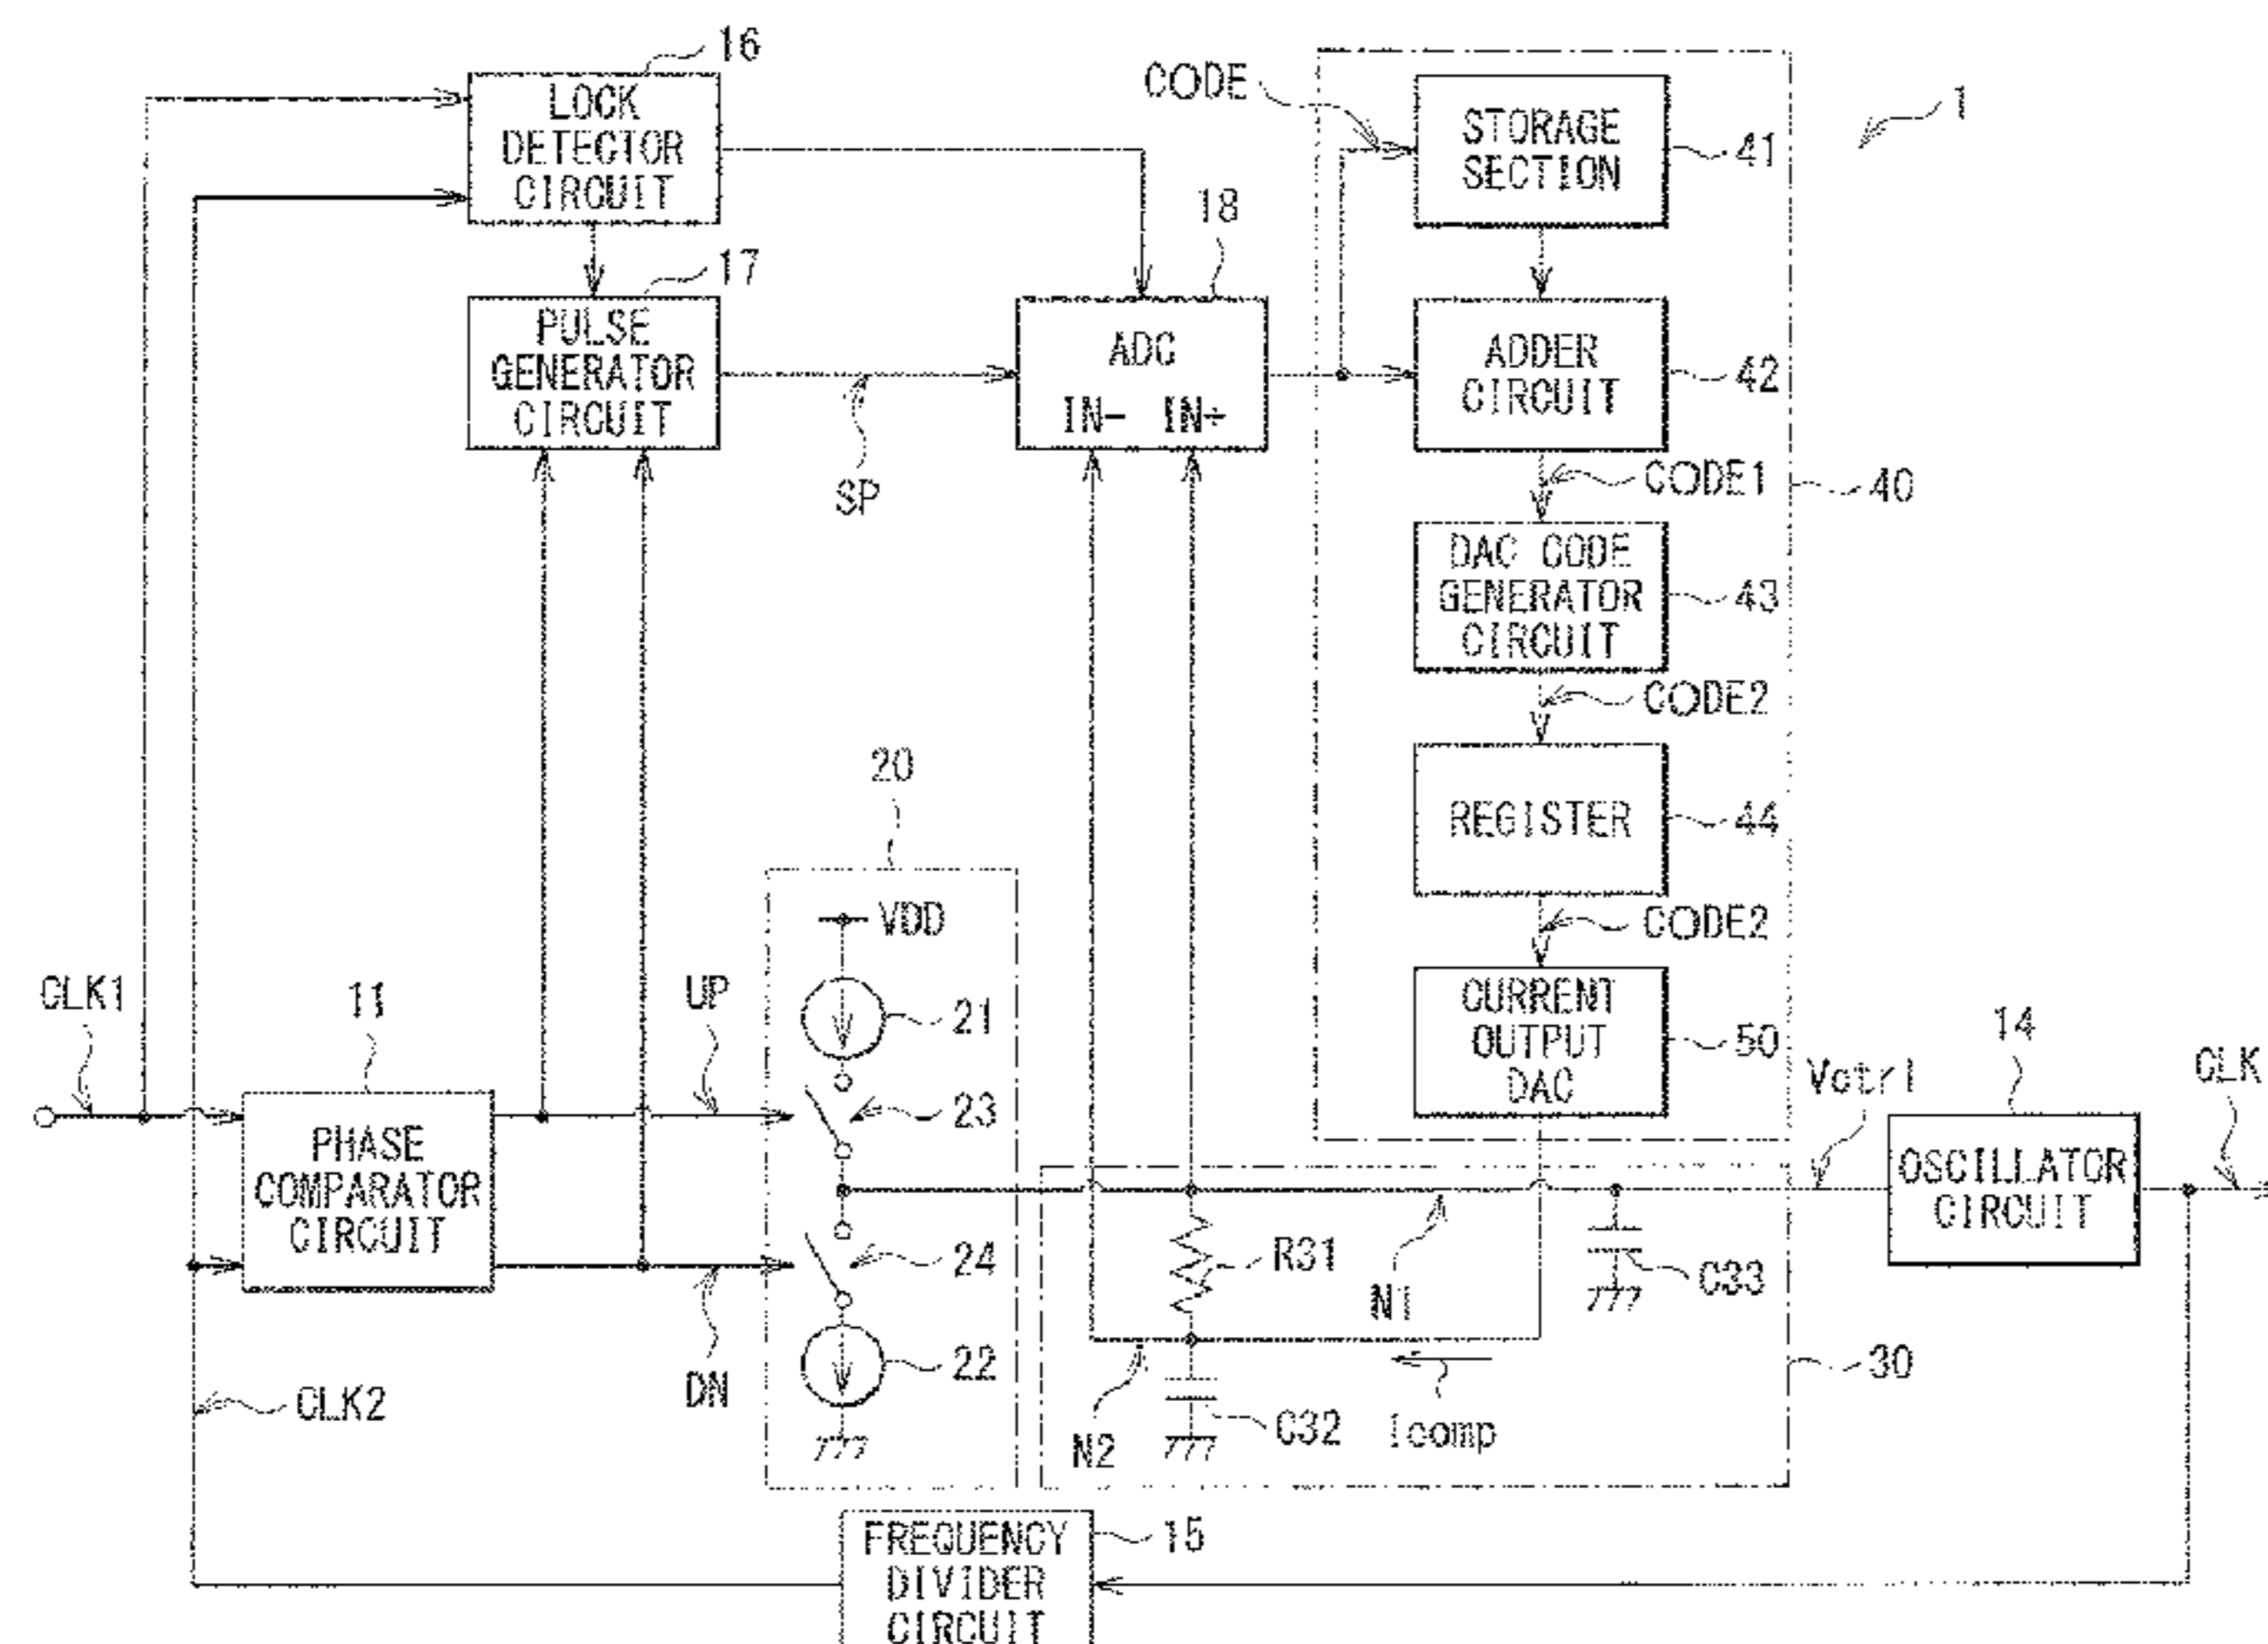 16
LOCK
DETECTOR
CIRCUIT
CODE
STORAGE
SECTION
41
1
17
PULSE
GENERATOR
CIRCUIT
SP
18
ADC
IN- IN+
ADDER
CIRCUIT
42
CODE1
40
DAC CODE
GENERATOR
CIRCUIT
43
CODE2
REGISTER
44
CODE2
CURRENT
OUTPUT
DAC
50
20
VDD
21
23
24
22
CLK1
11
PHASE
COMPARATOR
CIRCUIT
UP
DN
CLK2
R31
N1
C33
N2
C32
Icomp
30
Vctrl
14
OSCILLATOR
CIRCUIT
CLK
FREQUENCY
DIVIDER
CIRCUIT
15